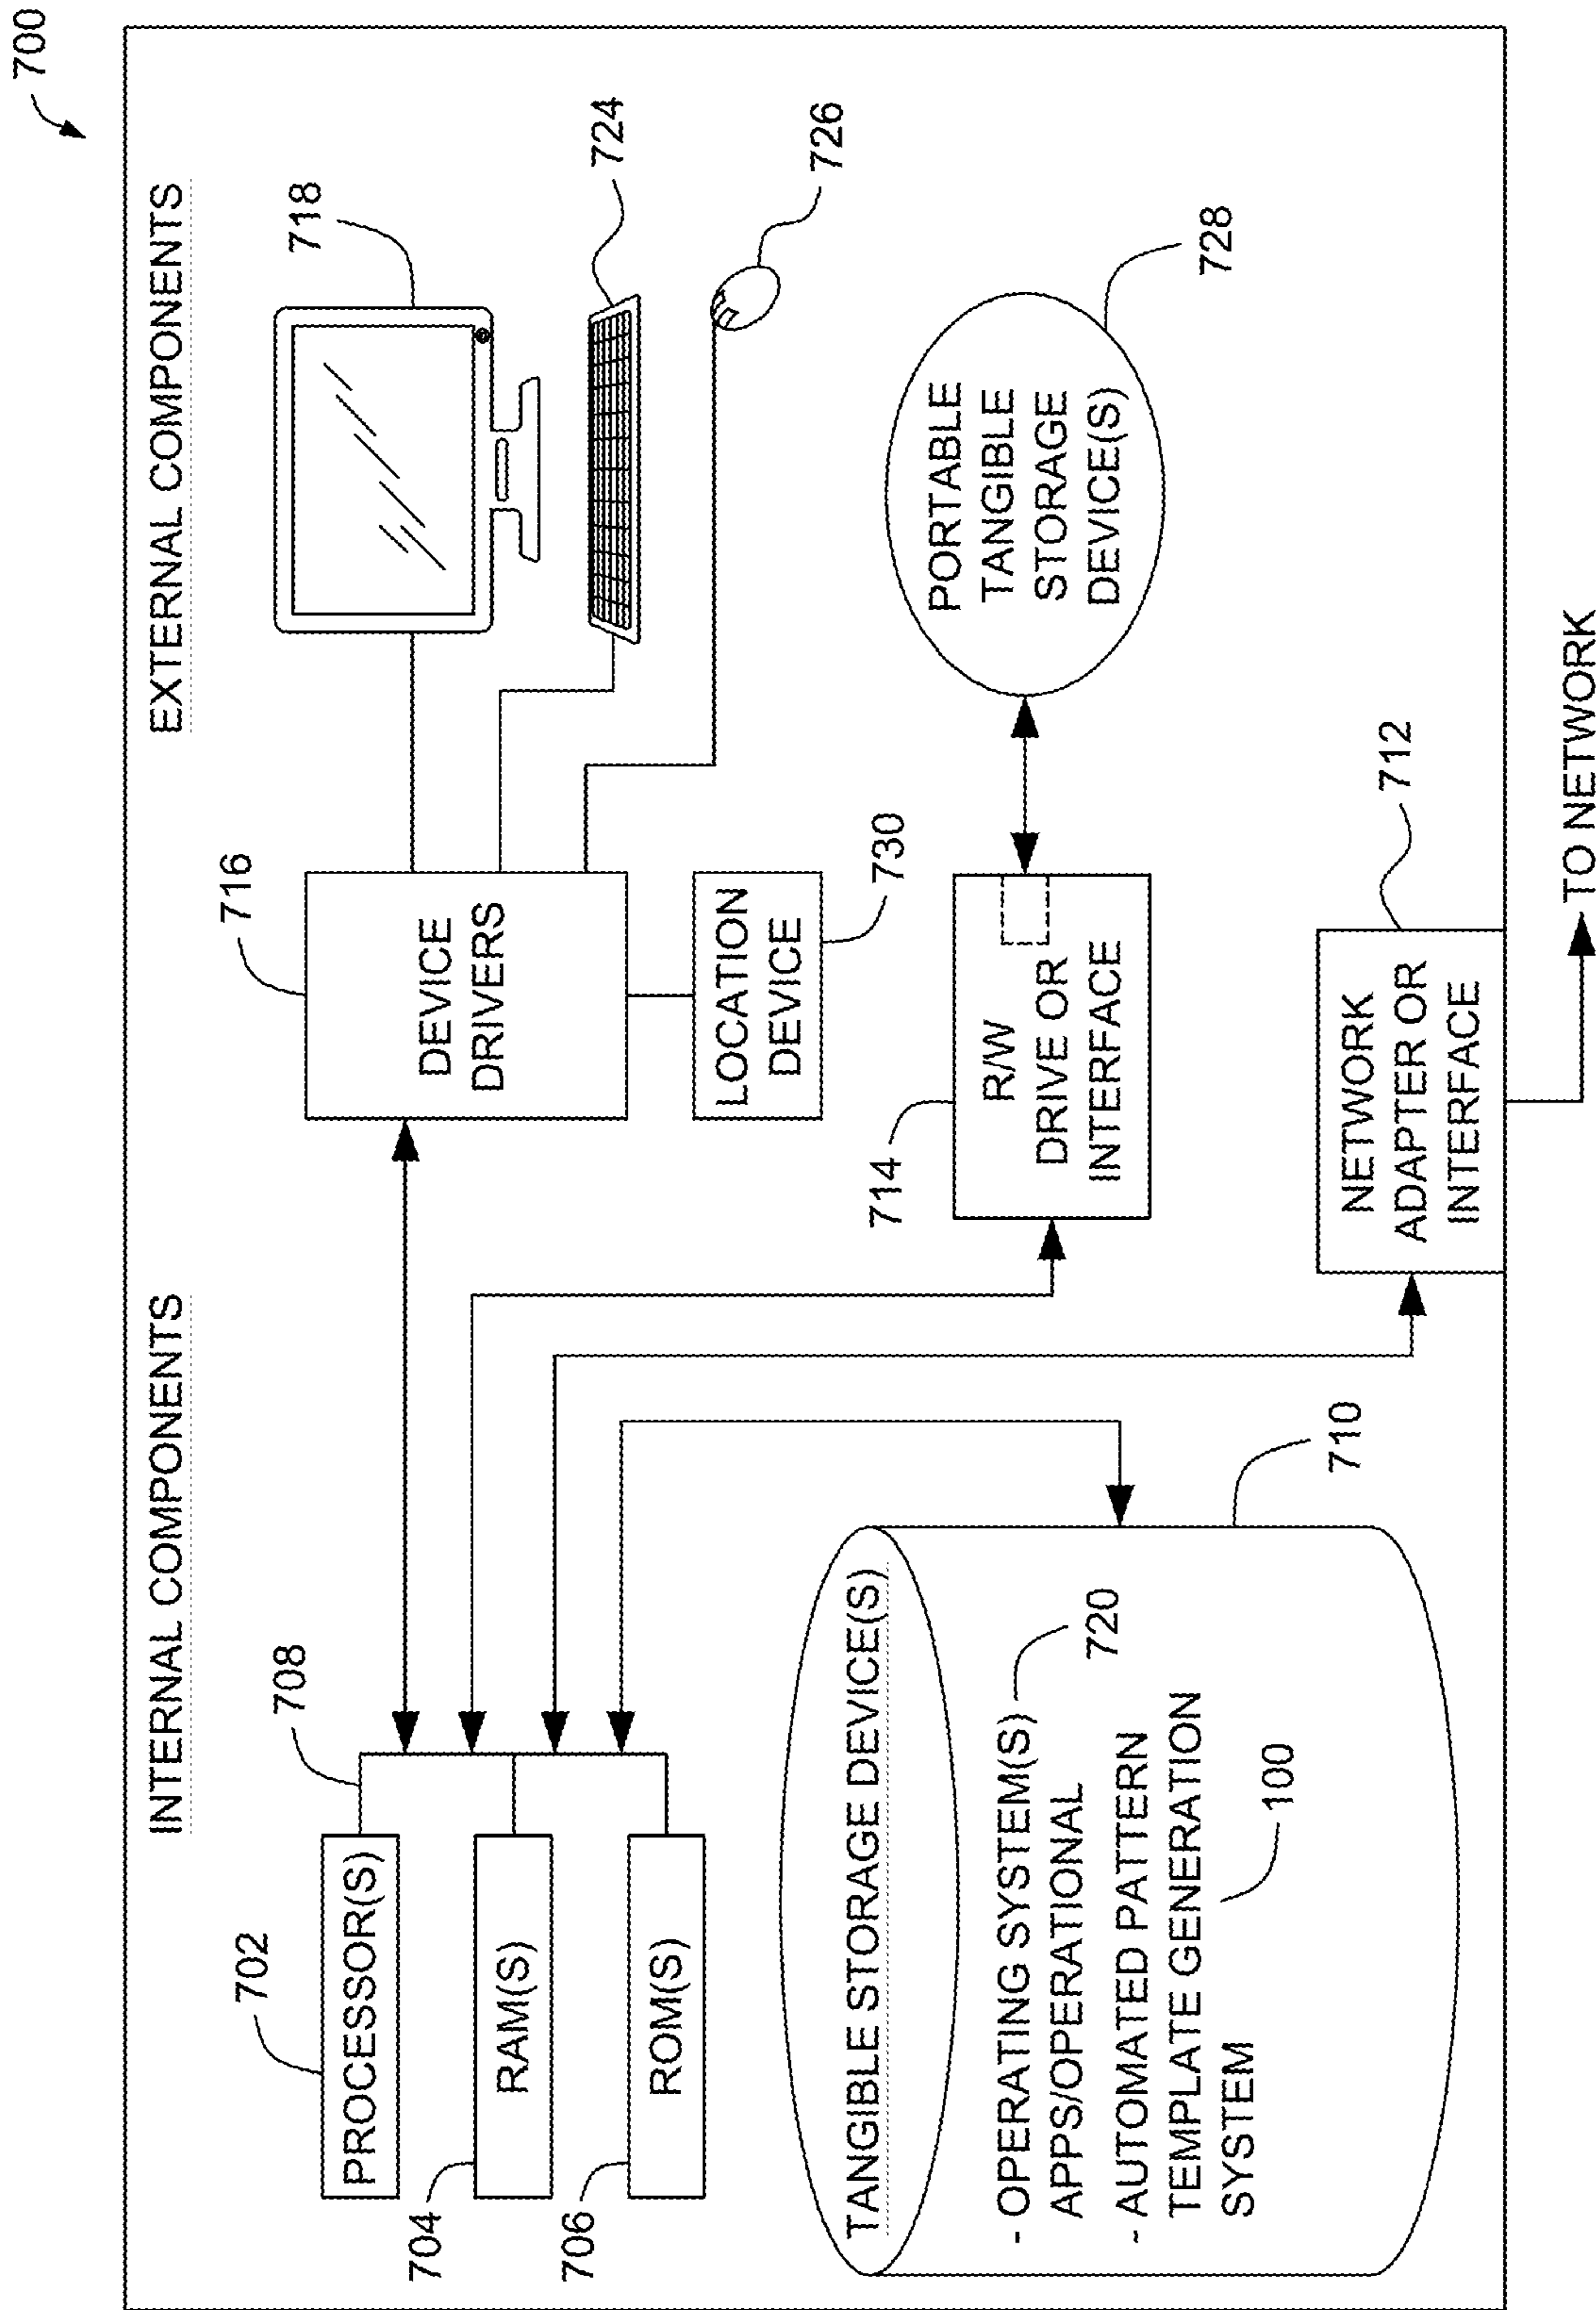 700
INTERNAL COMPONENTS
EXTERNAL COMPONENTS
702
PROCESSOR(S)
708
704
RAM(S)
706
ROM(S)
716
DEVICE
DRIVERS
718
724
726
LOCATION
DEVICE
730
714
R/W
DRIVE OR
INTERFACE
PORTABLE
TANGIBLE
STORAGE
DEVICE(S)
728
TANGIBLE STORAGE DEVICE(S)
- OPERATING SYSTEM(S)
APPS/OPERATIONAL
720
- AUTOMATED PATTERN
TEMPLATE GENERATION
SYSTEM
100
710
NETWORK
ADAPTER OR
INTERFACE
712
TO NETWORK